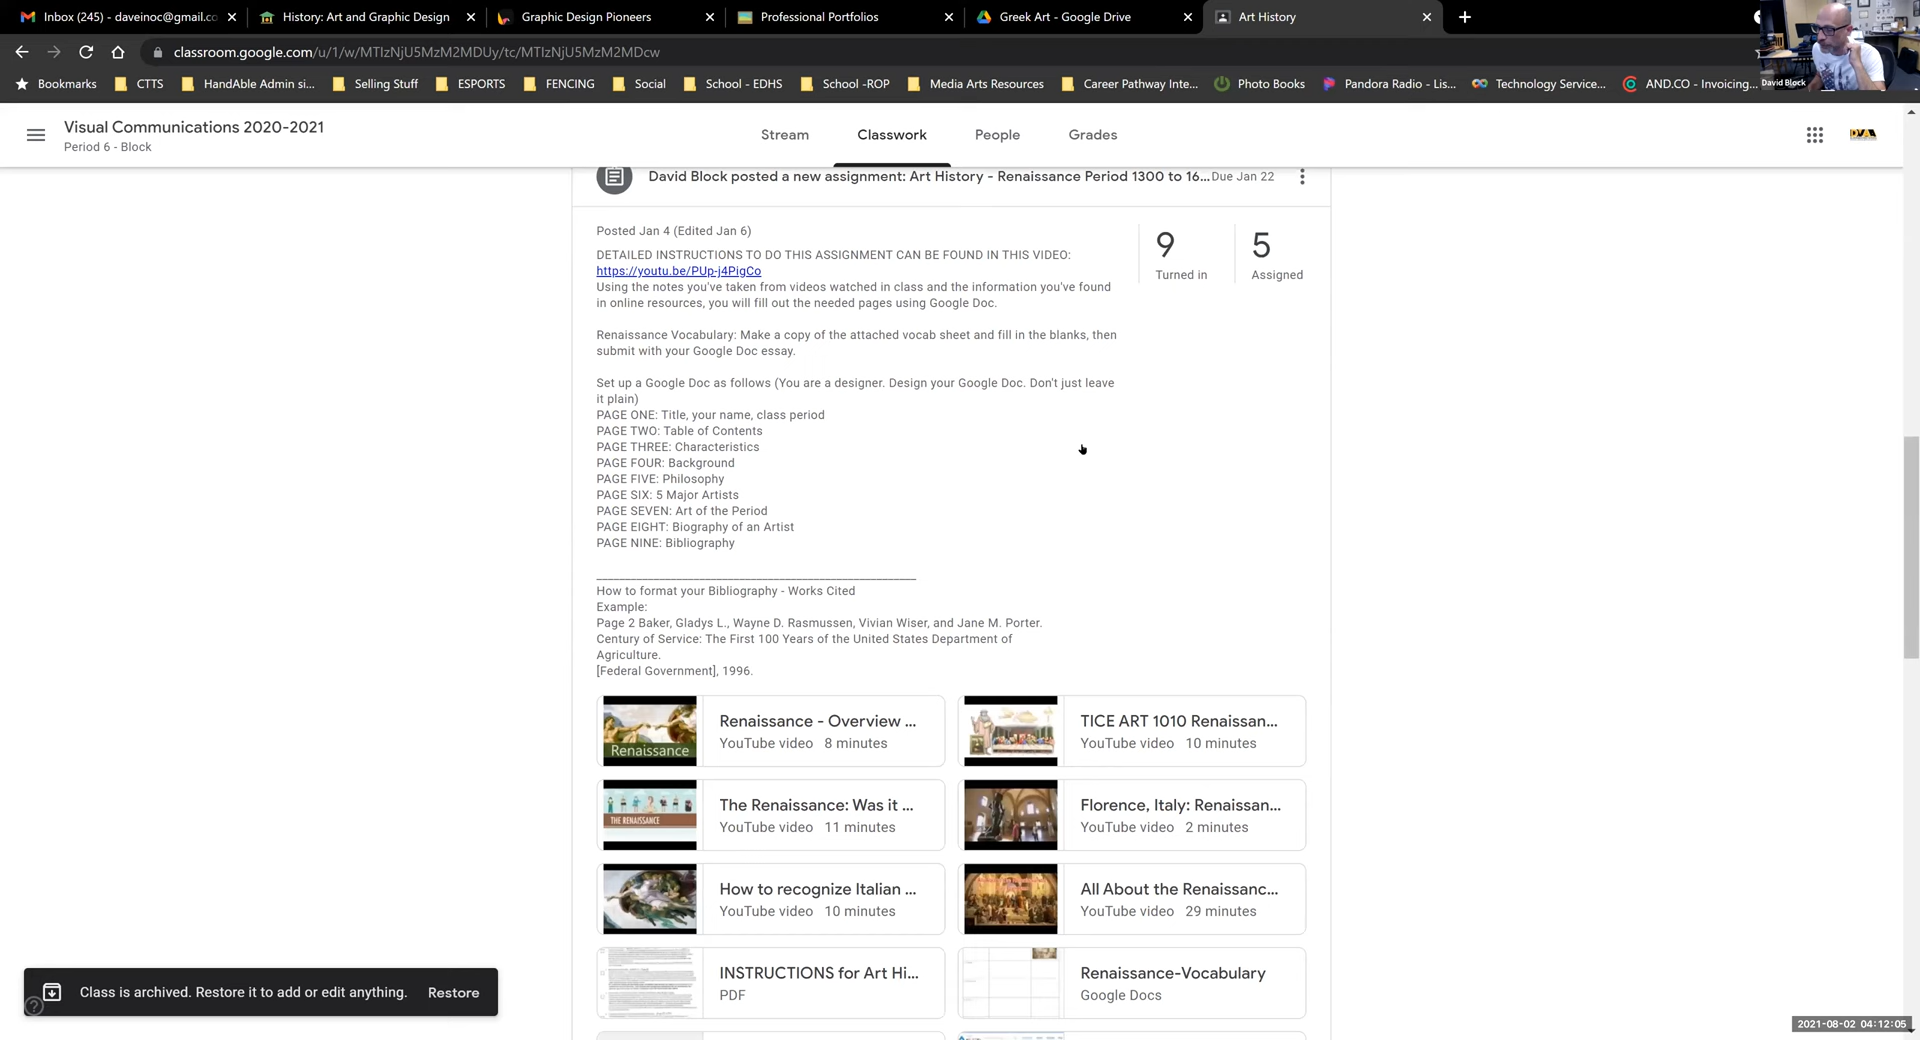 Inbox (245) - daveinoc@gmail.co
History: Art and Graphic Design
Graphic Design Pioneers
Professional Portfolios
Greek Art - Google Drive
Art History
classroom.google.com/u/1/w/MTIzNjU5MzM2MDUy/tc/MTIzNjU5MzM2MDcw
Bookmarks
CTTS
HandAble Admin si...
Selling Stuff
ESPORTS
FENCING
Social
School - EDHS
School -ROP
Media Arts Resources
Career Pathway Inte...
Photo Books
Pandora Radio - Lis...
Technology Service...
AND.CO - Invoicing...
David Block
Visual Communications 2020-2021
Period 6 - Block
Stream
Classwork
People
Grades
David Block posted a new assignment: Art History - Renaissance Period 1300 to 16... Due Jan 22
Posted Jan 4 (Edited Jan 6)
9
Turned in
5
Assigned
DETAILED INSTRUCTIONS TO DO THIS ASSIGNMENT CAN BE FOUND IN THIS VIDEO:
https://youtu.be/PUp-j4PigCo
Using the notes you've taken from videos watched in class and the information you've found
in online resources, you will fill out the needed pages using Google Doc.
Renaissance Vocabulary: Make a copy of the attached vocab sheet and fill in the blanks, then
submit with your Google Doc essay.
Set up a Google Doc as follows (You are a designer. Design your Google Doc. Don't just leave
it plain)
PAGE ONE: Title, your name, class period
PAGE TWO: Table of Contents
PAGE THREE: Characteristics
PAGE FOUR: Background
PAGE FIVE: Philosophy
PAGE SIX: 5 Major Artists
PAGE SEVEN: Art of the Period
PAGE EIGHT: Biography of an Artist
PAGE NINE: Bibliography
How to format your Bibliography - Works Cited
Example:
Page 2 Baker, Gladys L., Wayne D. Rasmussen, Vivian Wiser, and Jane M. Porter.
Century of Service: The First 100 Years of the United States Department of
Agriculture.
[Federal Government], 1996.
Renaissance
Renaissance - Overview ...
YouTube video 8 minutes
TICE ART 1010 Renaissan...
YouTube video 10 minutes
THE RENAISSANCE
The Renaissance: Was it ...
YouTube video 11 minutes
Florence, Italy: Renaissan...
YouTube video 2 minutes
How to recognize Italian ...
YouTube video 10 minutes
All About the Renaissanc...
YouTube video 29 minutes
INSTRUCTIONS for Art Hi...
PDF
Renaissance-Vocabulary
Google Docs
Class is archived. Restore it to add or edit anything. Restore
2021-08-02 04:12:05